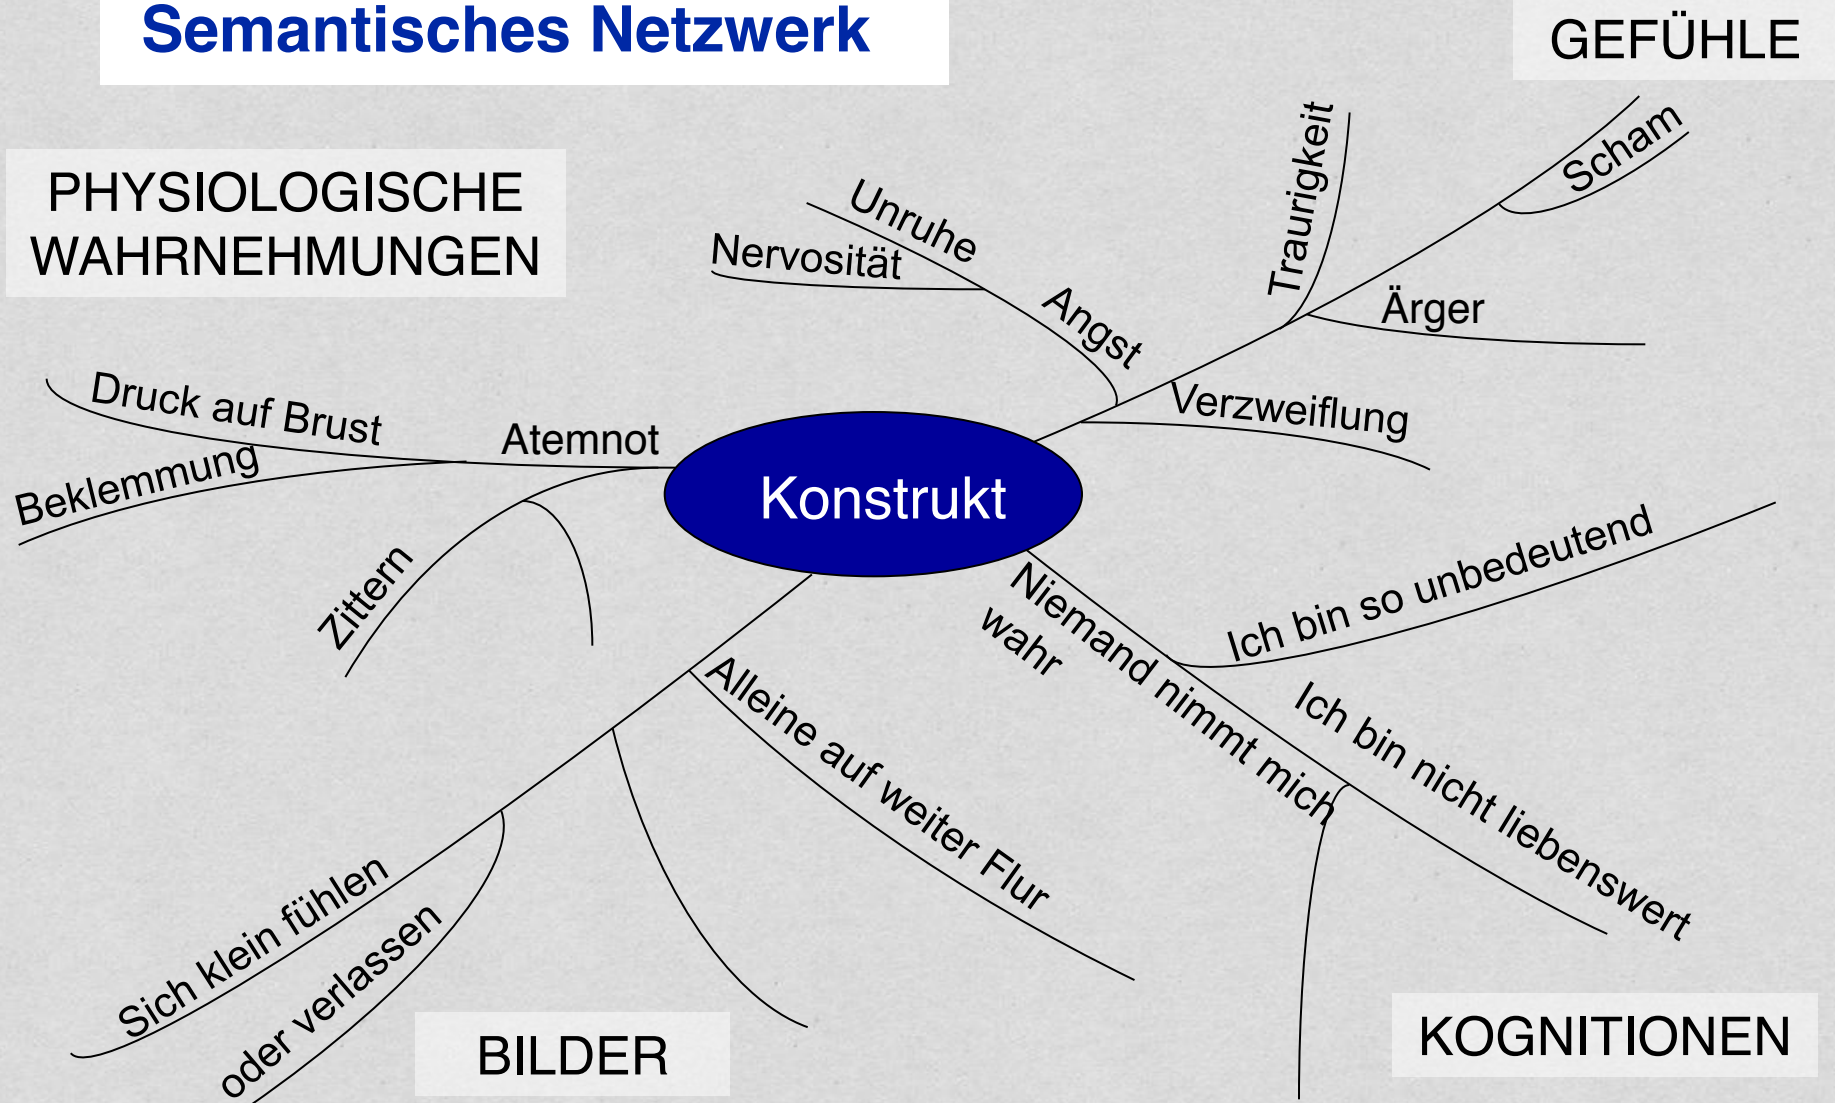 Semantisches Netzwerk
GEFÜHLE
PHYSIOLOGISCHE
WAHRNEHMUNGEN
Unruhe
Nervosität
Angst
Traurigkeit
Scham
Ärger
Verzweiflung
Druck auf Brust
Beklemmung
Atemnot
Zittern
Konstrukt
Niemand nimmt mich
wahr
Ich bin so unbedeutend
Ich bin nicht liebenswert
Alleine auf weiter Flur
Sich klein fühlen
oder verlassen
BILDER
KOGNITIONEN